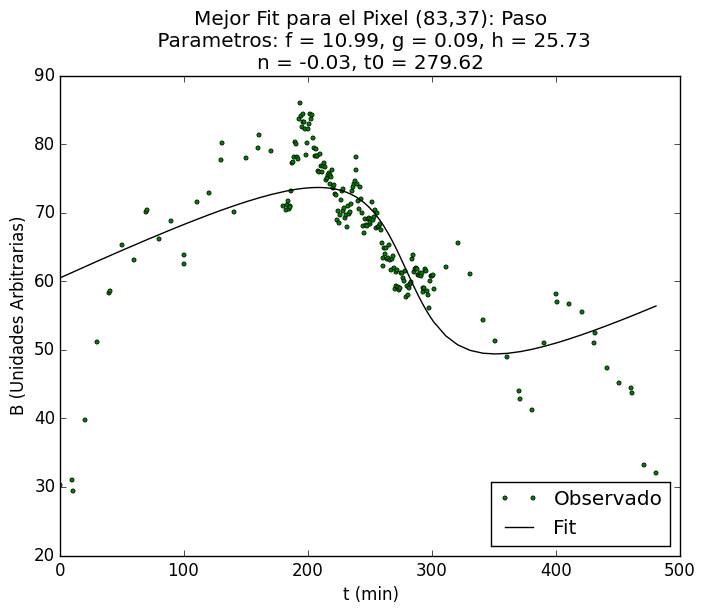 Mejor Fit para el Pixel (83,37): Paso
Parametros: f = 10.99, g = 0.09, h = 25.73
n = -0.03, t0 = 279.62
90
80
70
60
50
40
30
20
B (Unidades Arbitrarias)
Observado
Fit
0 100 200 300 400 500
t (min)